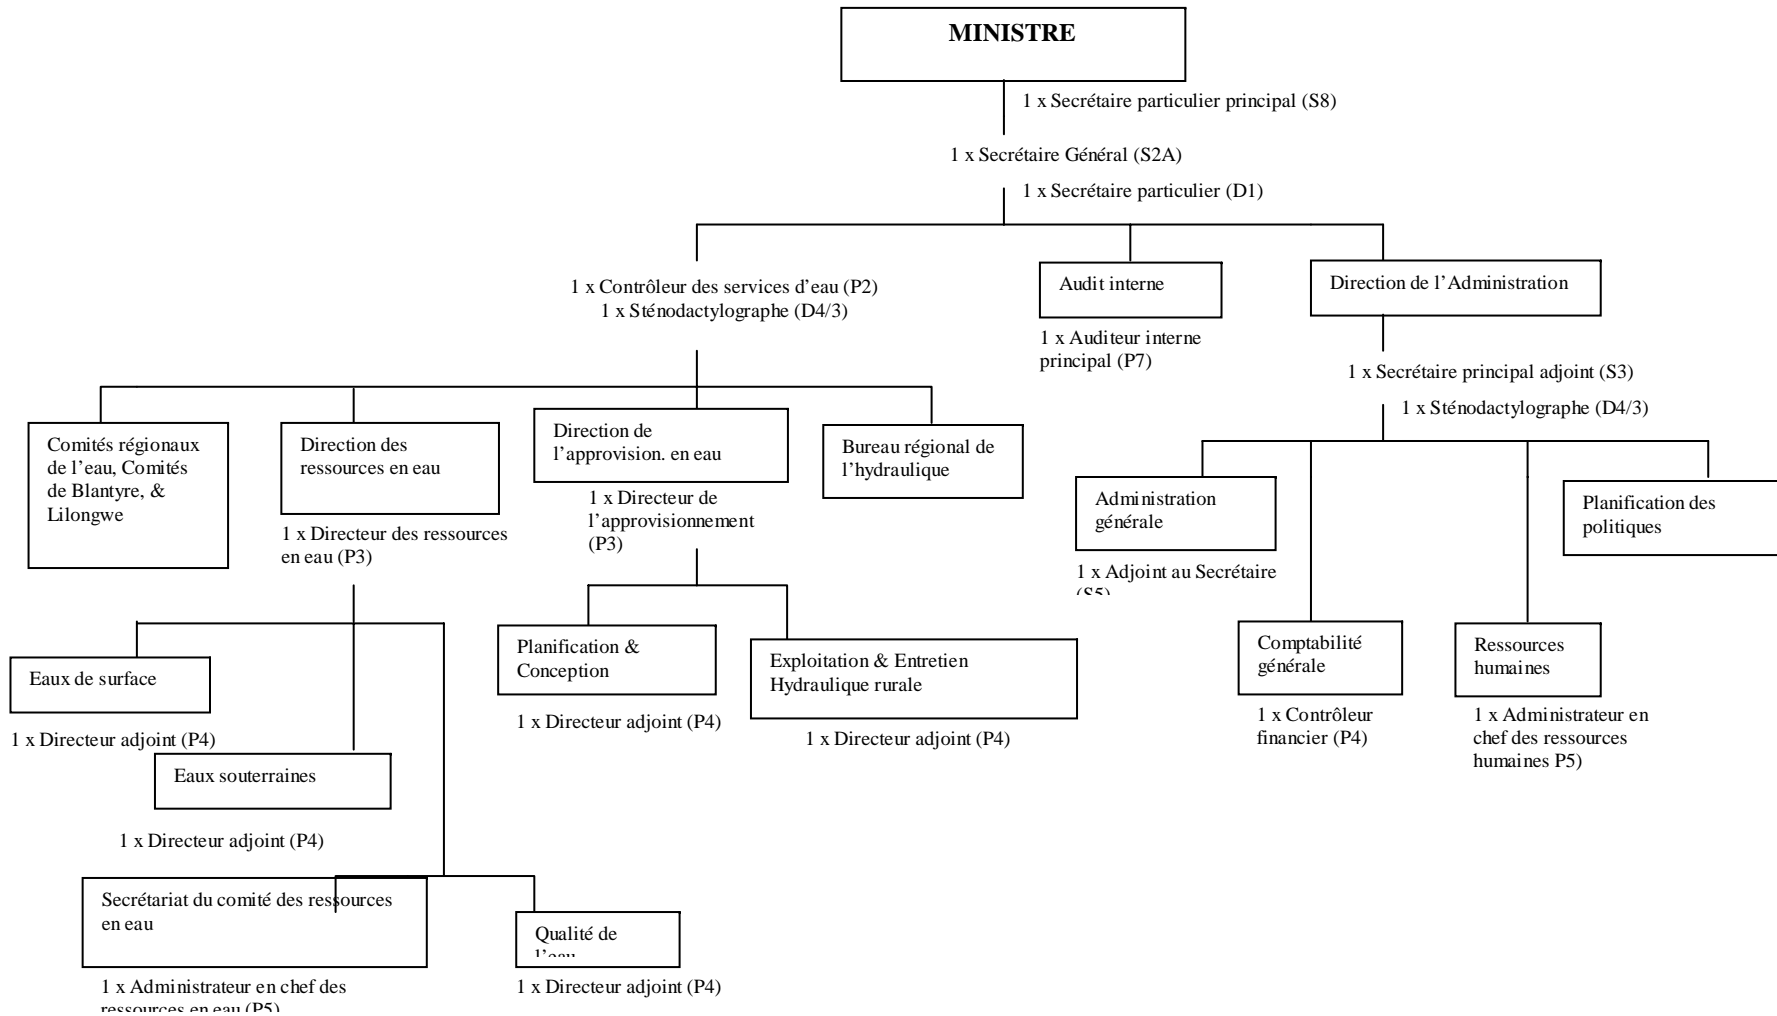 MINISTRE
1 x Secrétaire particulier principal (S8)
1 x Secrétaire Général (S2A)
1 x Secrétaire particulier (D1)
1 x Contrôleur des services d’eau (P2)
1 x Sténodactylographe (D4/3)
Audit interne
1 x Auditeur interne
principal (P7)
Direction de l’Administration
1 x Secrétaire principal adjoint (S3)
1 x Sténodactylographe (D4/3)
Comités régionaux
de l’eau, Comités
de Blantyre, &
Lilongwe
Direction des
ressources en eau
1 x Directeur des ressources
en eau (P3)
Direction de
l’approvision. en eau
1 x Directeur de
l’approvisionnement
(P3)
Bureau régional de
l’hydraulique
Administration
générale
1 x Adjoint au Secrétaire
(S5)
Planification des
politiques
Eaux de surface
1 x Directeur adjoint (P4)
Planification &
Conception
1 x Directeur adjoint (P4)
Exploitation & Entretien
Hydraulique rurale
1 x Directeur adjoint (P4)
Comptabilité
générale
1 x Contrôleur
financier (P4)
Ressources
humaines
1 x Administrateur en
chef des ressources
humaines P5)
Eaux souterraines
1 x Directeur adjoint (P4)
Secrétariat du comité des ressources
en eau
1 x Administrateur en chef des
ressources en eau (P5)
Qualité de
l’eau
1 x Directeur adjoint (P4)